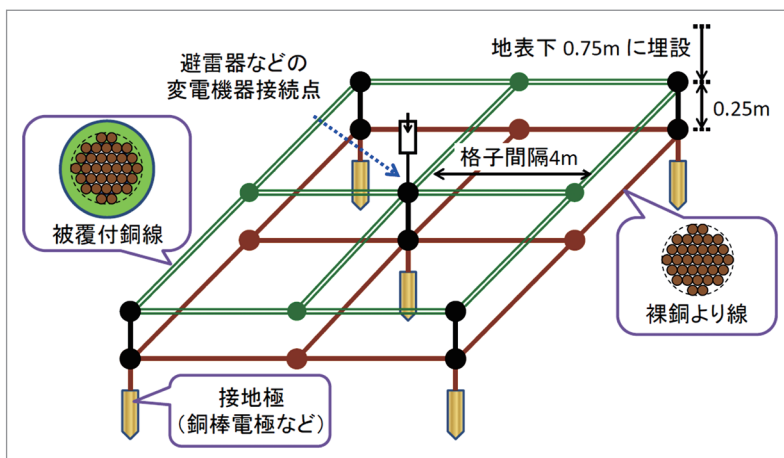 地表下 0.75m に埋設
避雷器などの
変電機器接続点
0.25m
格子間隔4m
被覆付銅線
裸銅より線
接地極
(銅棒電極など)